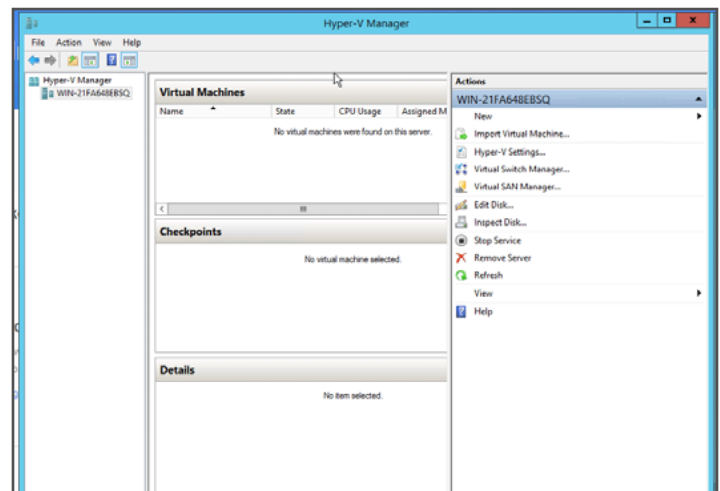 Hyper-V Manager
File Action View Help
Hyper-V Manager
WIN-21FA648EBSQ
Virtual Machines
Name State CPU Usage Assigned M
No virtual machines were found on this server.
Checkpoints
No virtual machine selected.
Details
No item selected.
Actions
WIN-21FA648EBSQ
New
Import Virtual Machine...
Hyper-V Settings...
Virtual Switch Manager...
Virtual SAN Manager...
Edit Disk...
Inspect Disk...
Stop Service
Remove Server
Refresh
View
Help